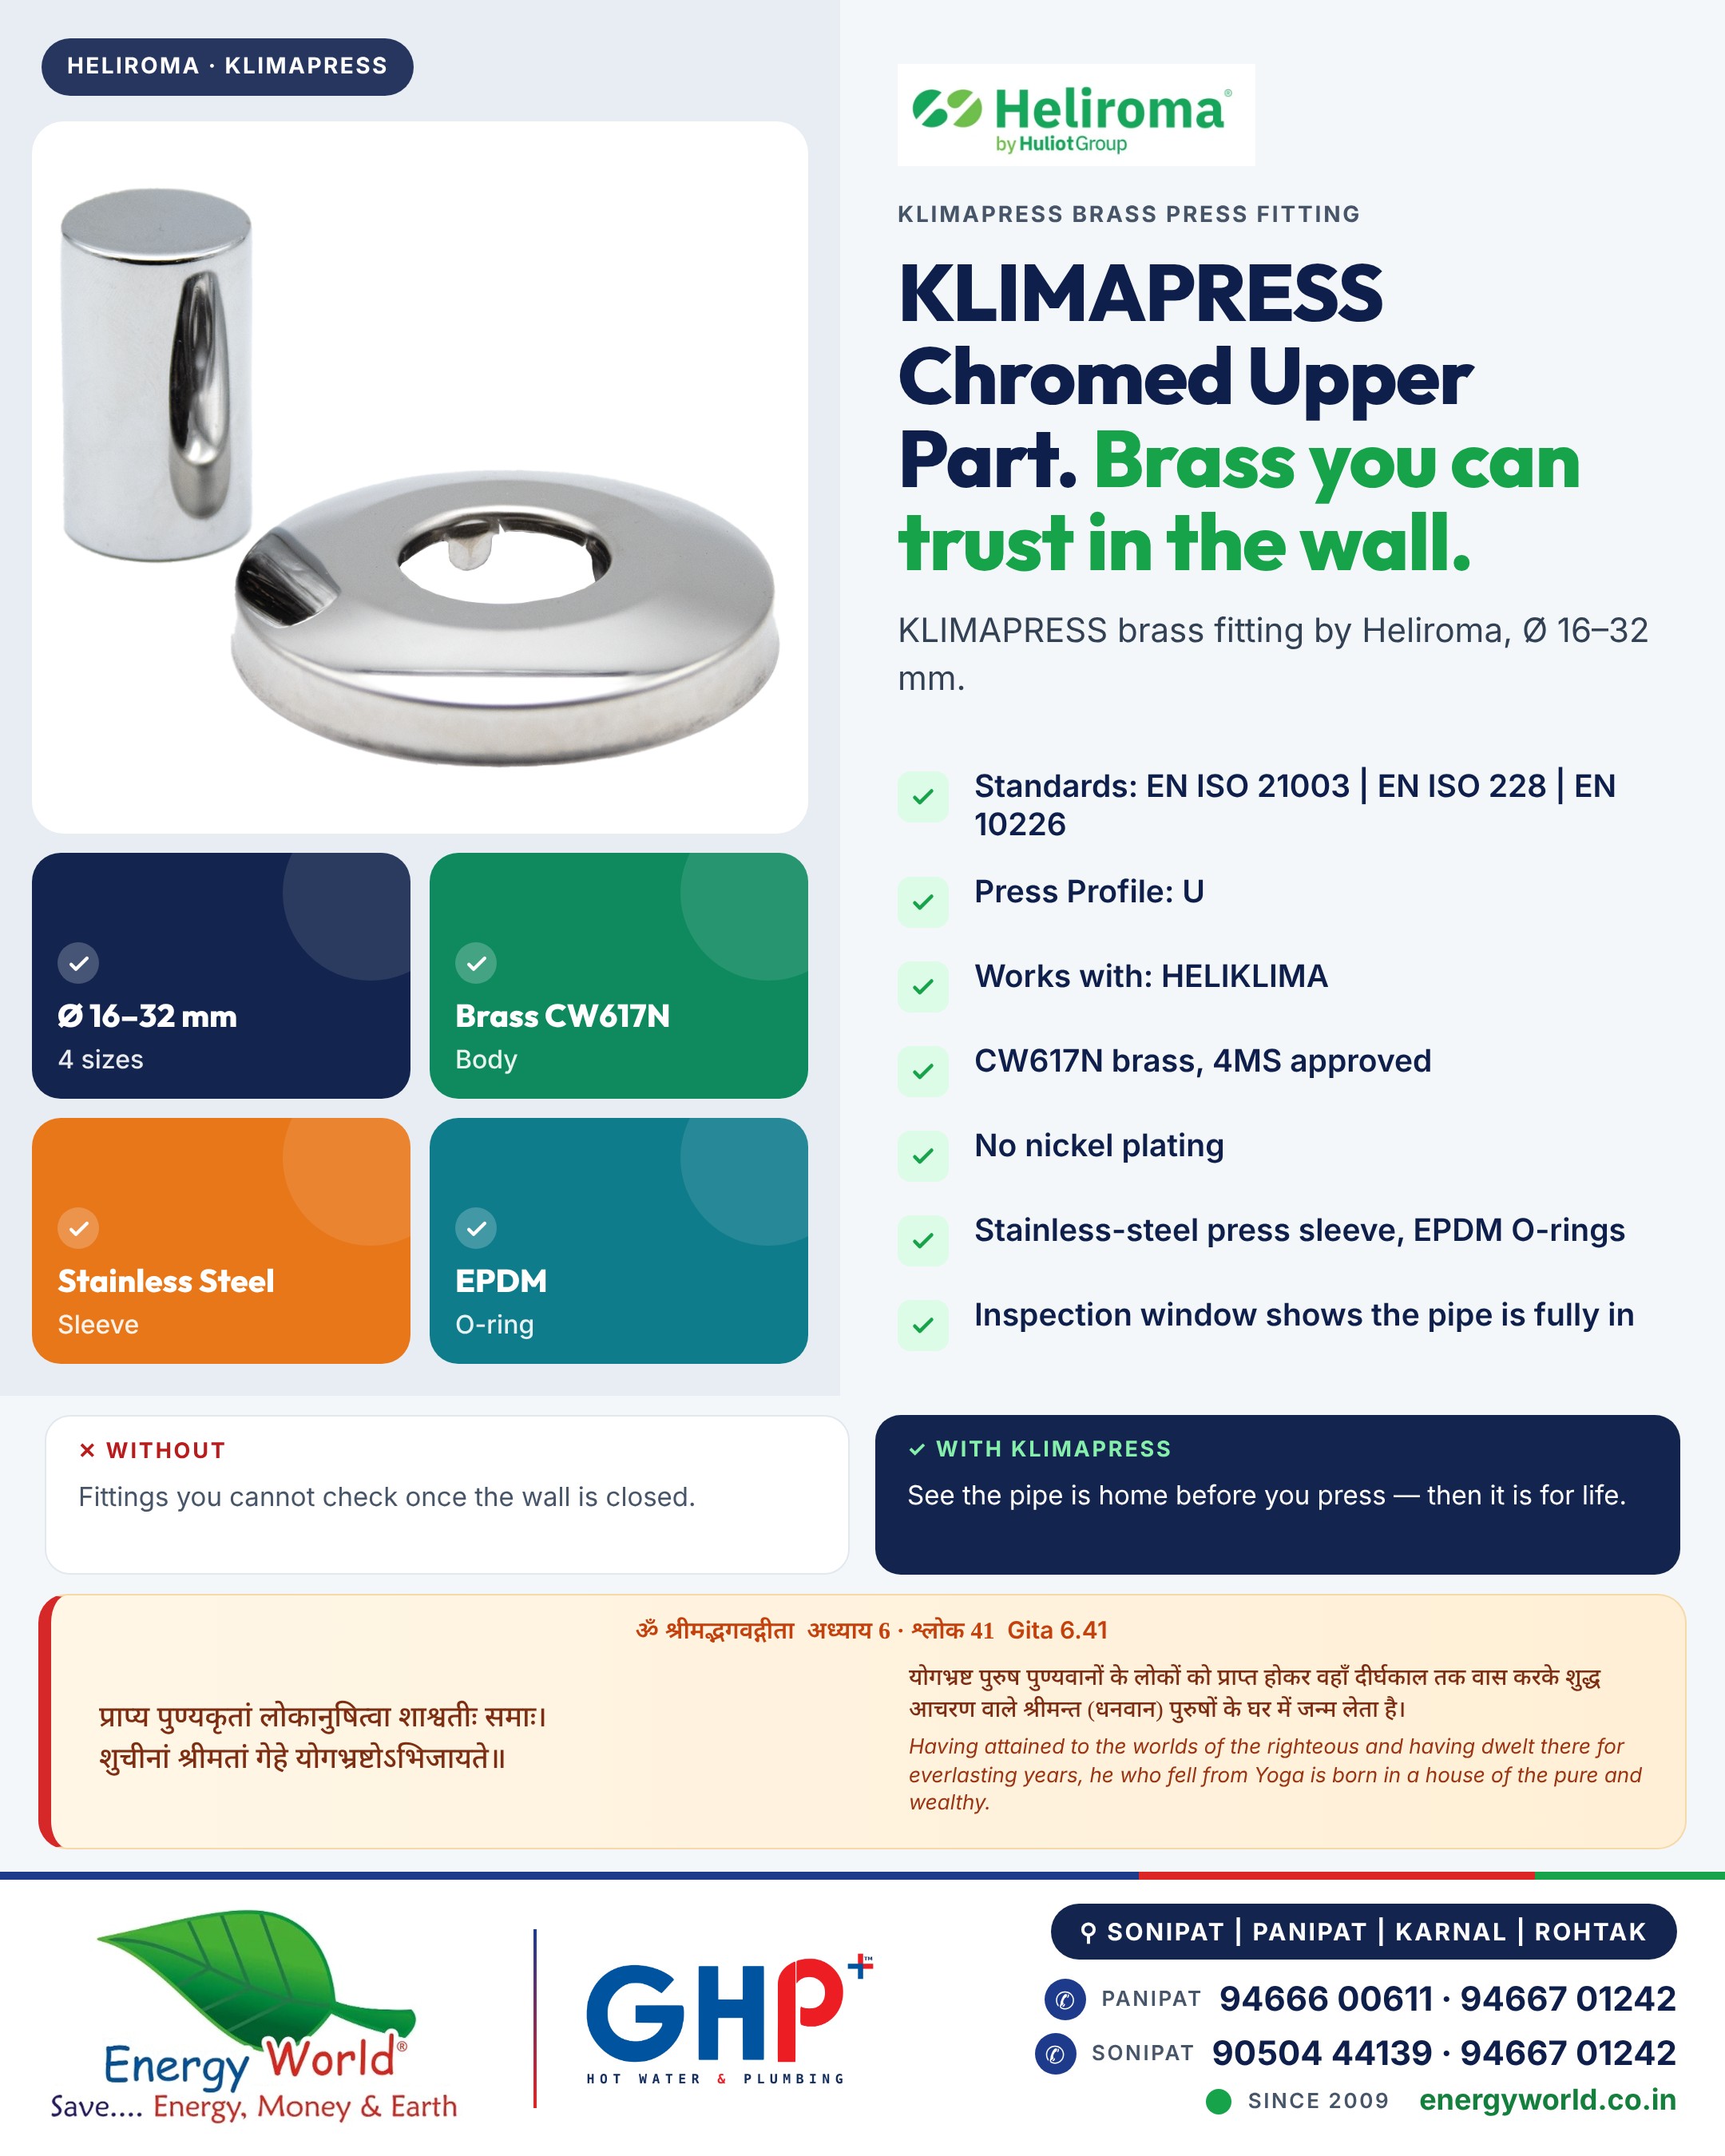 HELIROMA · KLIMAPRESS
Heliroma®
by HuliotGroup
KLIMAPRESS BRASS PRESS FITTING
KLIMAPRESS
Chromed Upper
Part. Brass you can
trust in the wall.
KLIMAPRESS brass fitting by Heliroma, Ø 16–32
mm.
Standards: EN ISO 21003 | EN ISO 228 | EN
10226
Press Profile: U
Works with: HELIKLIMA
CW617N brass, 4MS approved
No nickel plating
Stainless-steel press sleeve, EPDM O-rings
Inspection window shows the pipe is fully in
Ø 16–32 mm
4 sizes
Brass CW617N
Body
Stainless Steel
Sleeve
EPDM
O-ring
✕ WITHOUT
Fittings you cannot check once the wall is closed.
✓ WITH KLIMAPRESS
See the pipe is home before you press — then it is for life.
ॐ श्रीमद्भगवद्गीता अध्याय 6 · श्लोक 41 Gita 6.41
प्राप्य पुण्यकृतां लोकानुषित्वा शाश्वतीः समाः।
शुचीनां श्रीमतां गेहे योगभ्रष्टोऽभिजायते॥
योगभ्रष्ट पुरुष पुण्यवानों के लोकों को प्राप्त होकर वहाँ दीर्घकाल तक वास करके शुद्ध
आचरण वाले श्रीमन्त (धनवान) पुरुषों के घर में जन्म लेता है।
Having attained to the worlds of the righteous and having dwelt there for
everlasting years, he who fell from Yoga is born in a house of the pure and
wealthy.
Energy World®
Save.... Energy, Money & Earth
GHP+™
HOT WATER & PLUMBING
SONIPAT | PANIPAT | KARNAL | ROHTAK
PANIPAT 94666 00611 · 94667 01242
SONIPAT 90504 44139 · 94667 01242
SINCE 2009 energyworld.co.in